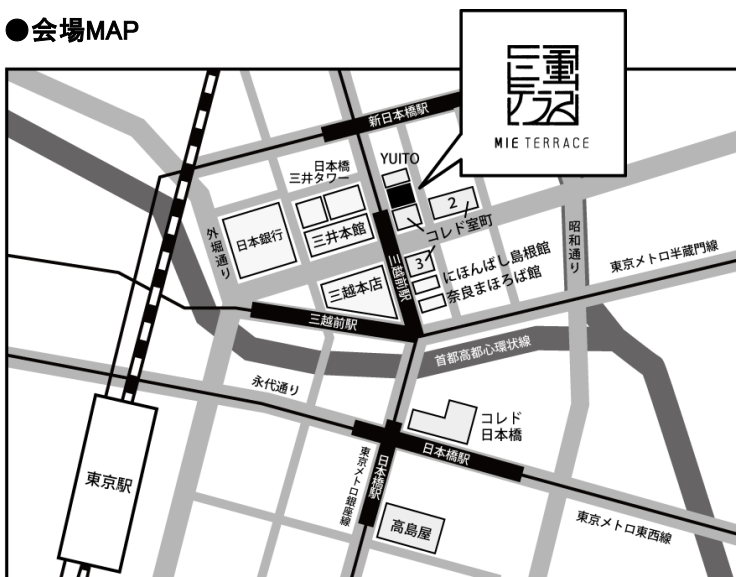 ●会場MAP
三重
テラス
MIE TERRACE
新日本橋駅
YUITO
日本橋
三井タワー
2
コレド室町
昭和通り
外堀通り
日本銀行
三井本館
三越前駅
3
にほんばし島根館
奈良まほろば館
東京メトロ半蔵門線
三越本店
三越前駅
首都高都心環状線
永代通り
コレド
日本橋
日本橋駅
東京駅
東京メトロ銀座線
日本橋駅
高島屋
東京メトロ東西線